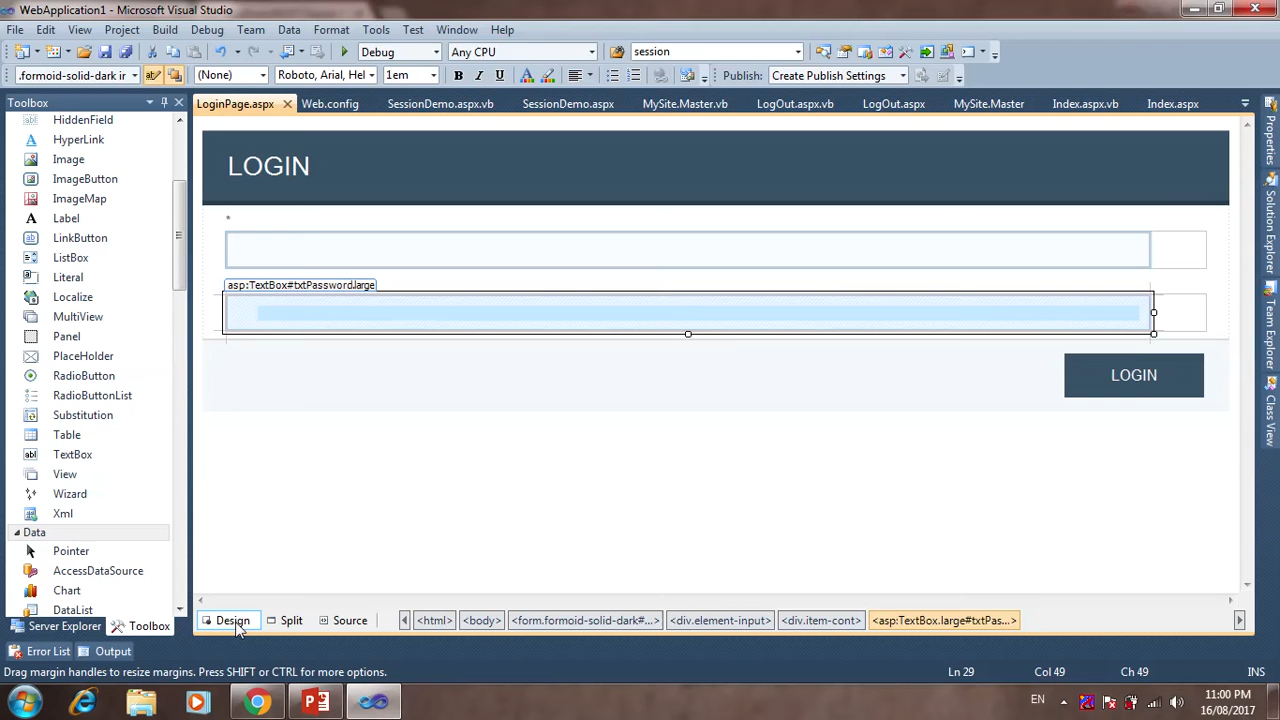 WebApplication1 - Microsoft Visual Studio
File Edit View Project Build Debug Team Data Format Tools Test Window Help
Debug Any CPU session
.formoid-solid-dark ir (None) Roboto, Arial, Hel 1em B I U A Publish: Create Publish Settings
Toolbox
LoginPage.aspx Web.config SessionDemo.aspx.vb SessionDemo.aspx MySite.Master.vb LogOut.aspx.vb LogOut.aspx MySite.Master Index.aspx.vb Index.aspx
HiddenField
HyperLink
Image
ImageButton
ImageMap
Label
LinkButton
ListBox
Literal
Localize
MultiView
Panel
PlaceHolder
RadioButton
RadioButtonList
Substitution
Table
TextBox
View
Wizard
Xml
Data
Pointer
AccessDataSource
Chart
DataList
Server Explorer Toolbox
LOGIN
*
asp:TextBox#txtPassword.large
LOGIN
Design Split Source <html> <body> <form.formoid-solid-dark#...> <div.element-input> <div.item-cont> <asp:TextBox.large#txtPas...>
Properties
Solution Explorer
Team Explorer
Class View
Error List Output
Drag margin handles to resize margins. Press SHIFT or CTRL for more options. Ln 29 Col 49 Ch 49 INS
EN 11:00 PM
16/08/2017